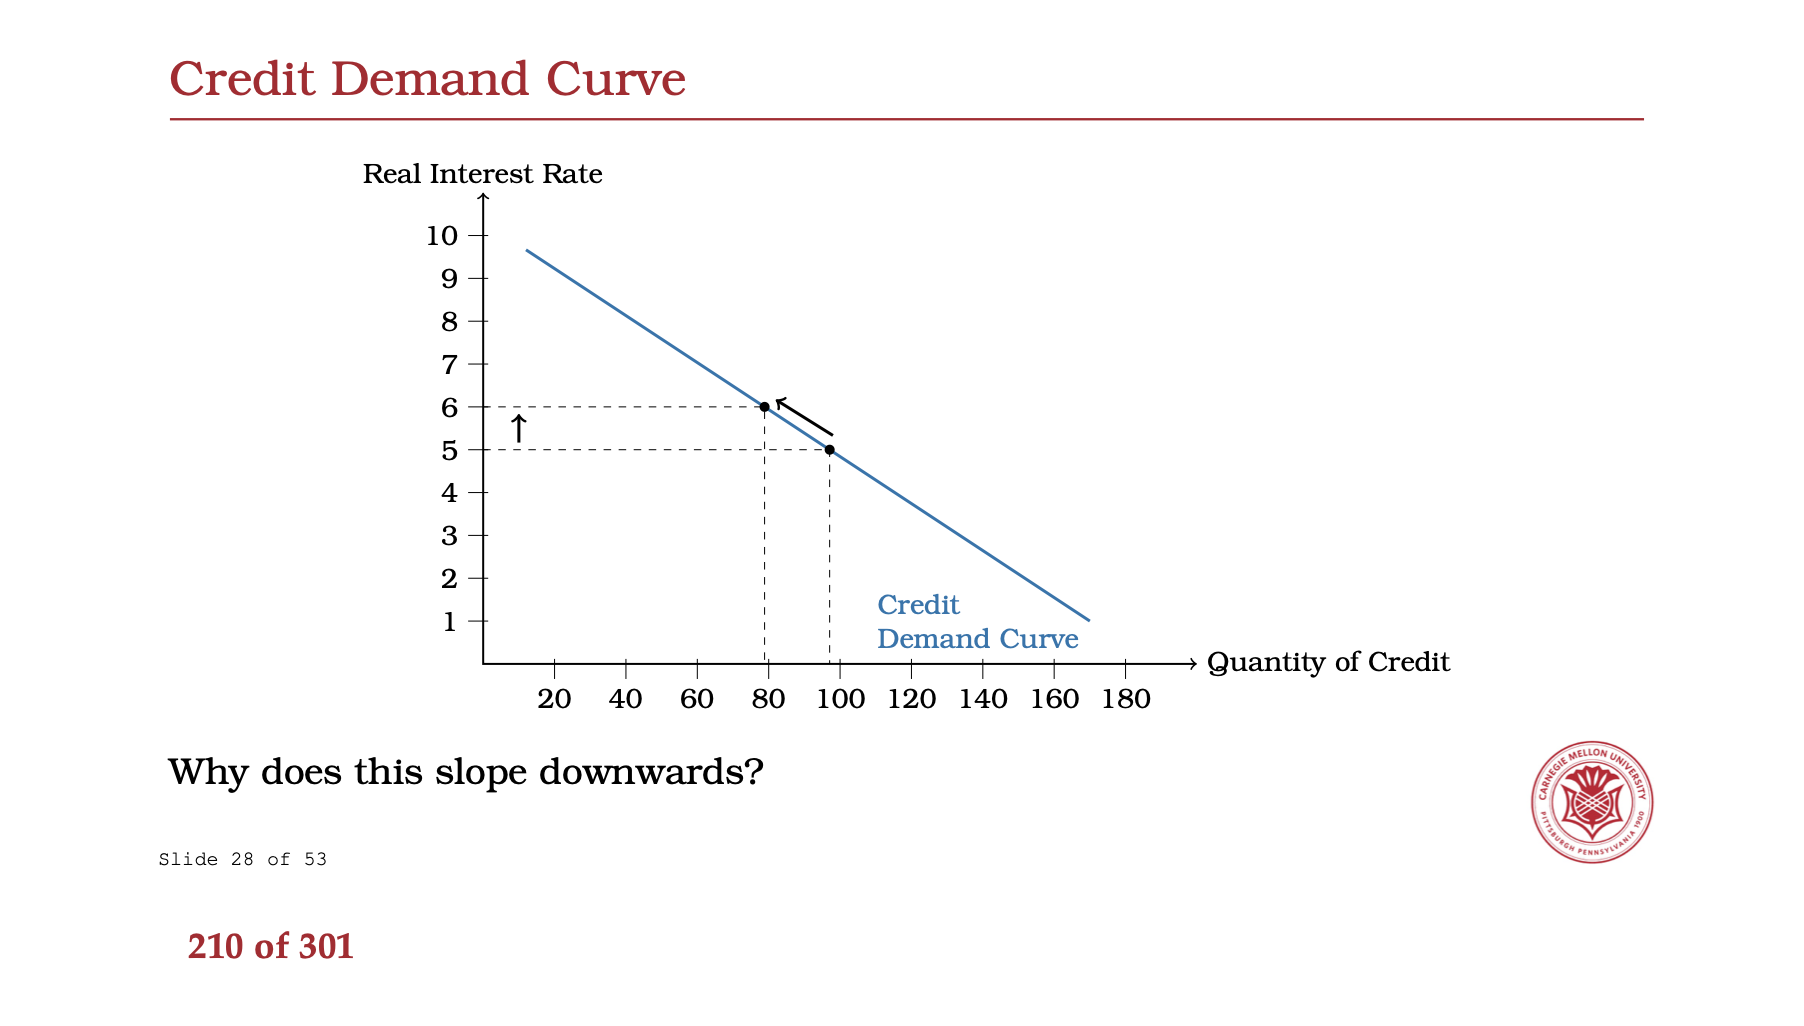 Credit Demand Curve
Real Interest Rate
10
9
8
7
6
5
4
3
2
1
↑
Credit
Demand Curve
Quantity of Credit
20 40 60 80 100 120 140 160 180
Why does this slope downwards?
CARNEGIE MELLON UNIVERSITY
PITTSBURGH PENNSYLVANIA 1900
Slide 28 of 53
210 of 301